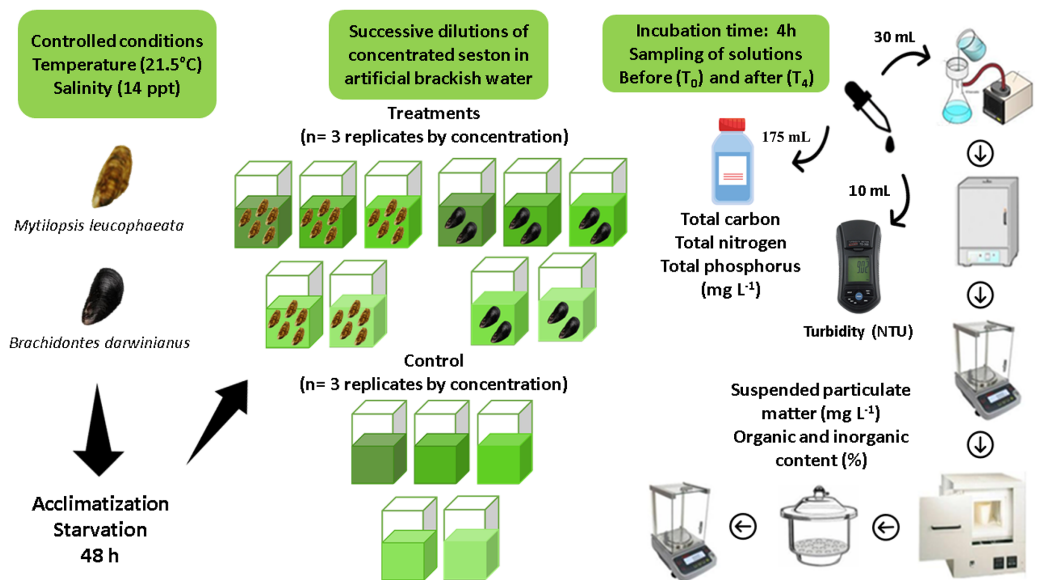 Controlled conditions
Temperature (21.5°C)
Salinity (14 ppt)
Mytilopsis leucophaeata
Brachidontes darwinianus
Acclimatization
Starvation
48 h
Successive dilutions of
concentrated seston in
artificial brackish water
Treatments
(n= 3 replicates by concentration)
Control
(n= 3 replicates by concentration)
Incubation time: 4h
Sampling of solutions
Before (T0) and after (T4)
30 mL
175 mL
10 mL
Total carbon
Total nitrogen
Total phosphorus
(mg L-1)
Turbidity (NTU)
Suspended particulate
matter (mg L-1)
Organic and inorganic
content (%)